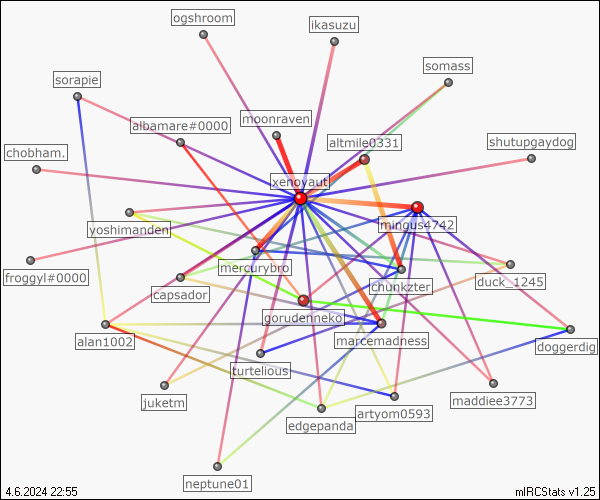 ogshroom
ikasuzu
somass
sorapie
moonraven
albamare#0000
altmile0331
shutupgaydog
chobham.
xenoyaut
yoshimanden
mingus4742
froggyl#0000
mercurybro
chunkzter
duck_1245
capsador
gorudenneko
alan1002
marcemadness
doggerdig
turtelious
juketm
maddiee3773
artyom0593
edgepanda
neptune01
4.6.2024 22:55
mIRCStats v1.25